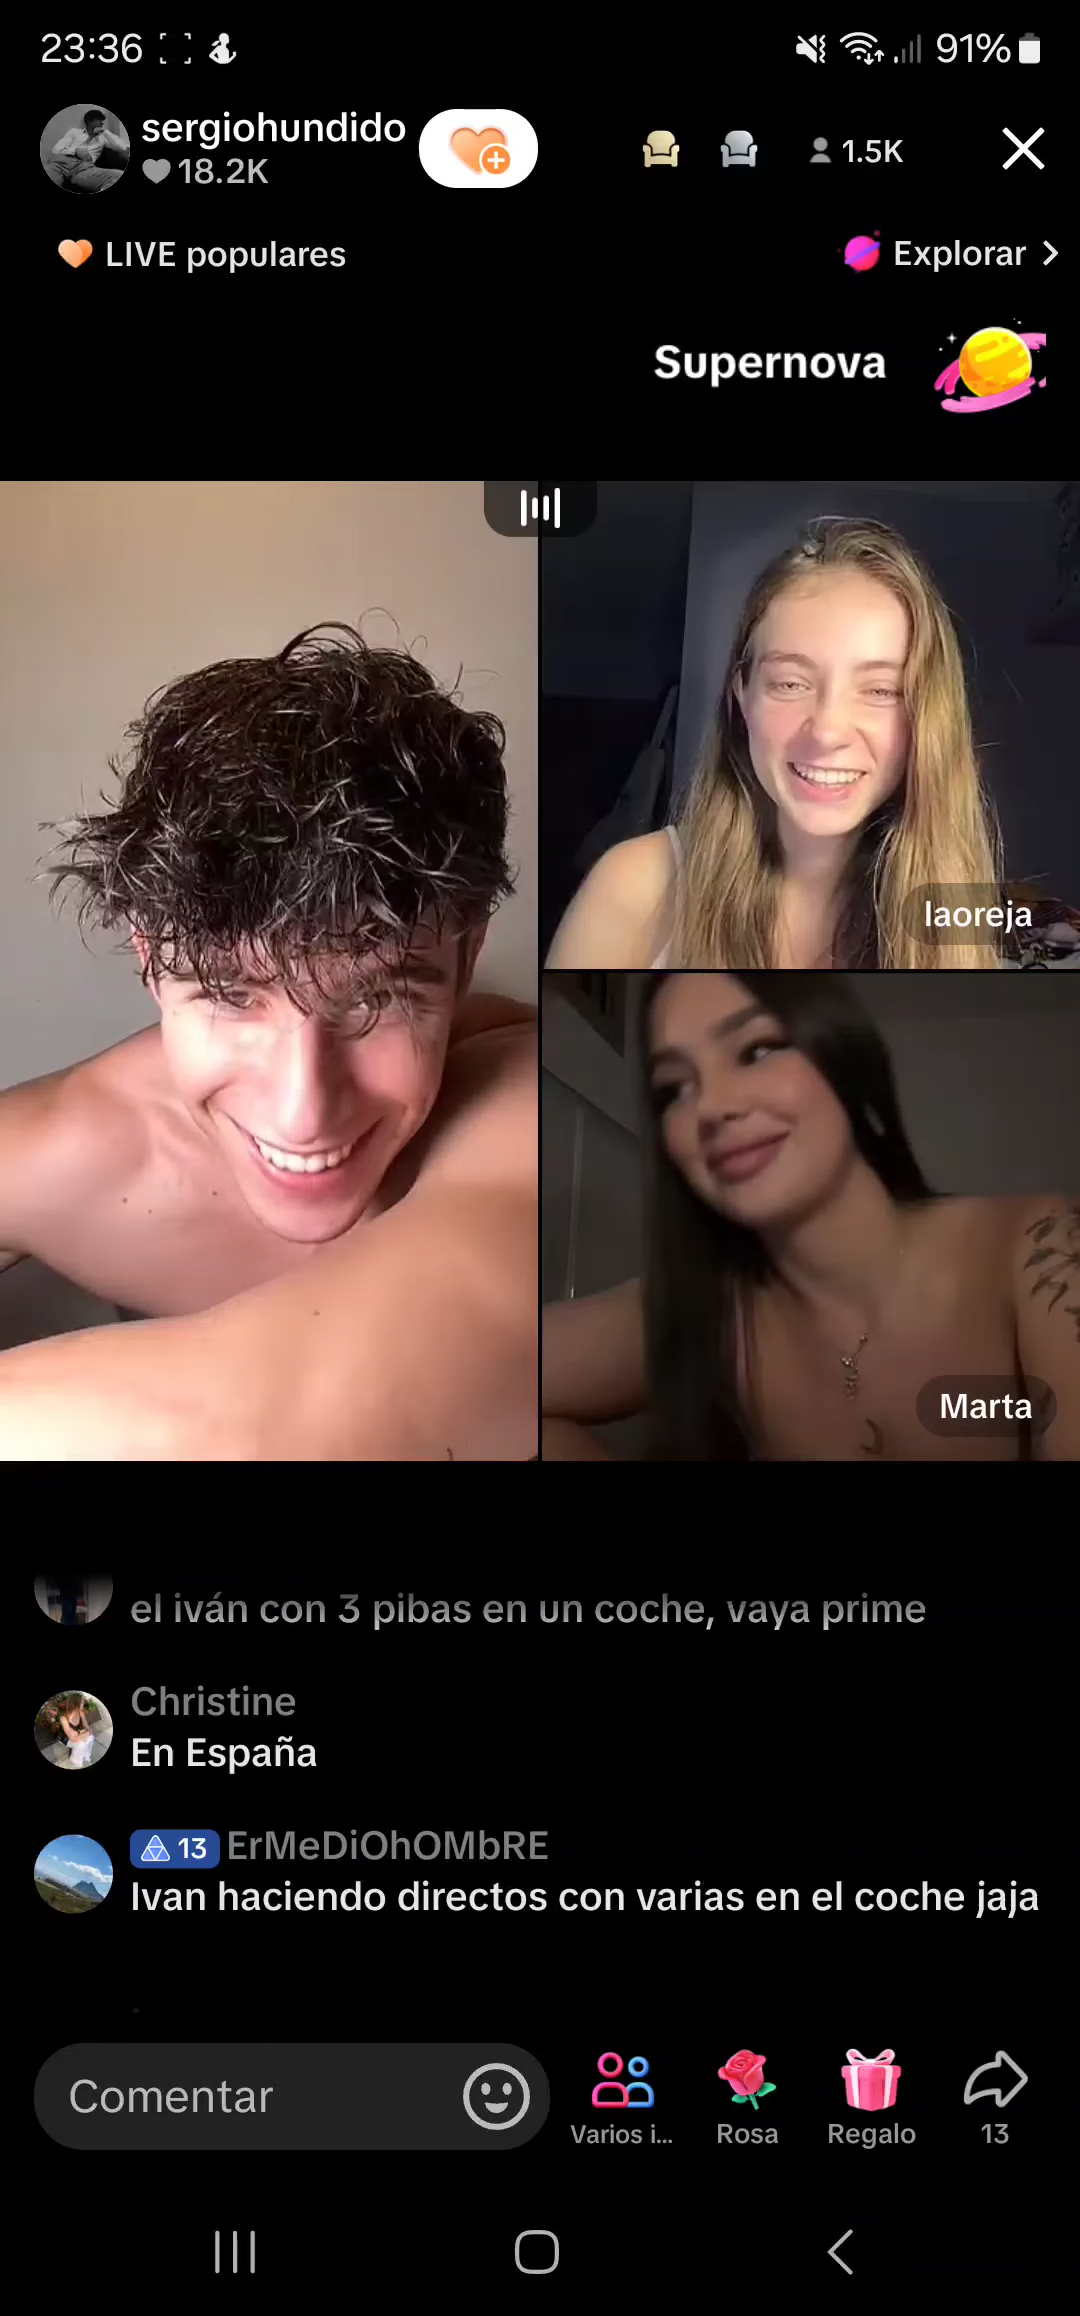 23:36
91%
sergiohundido
18.2K
1.5K
LIVE populares
Explorar
Supernova
laoreja
Marta
el iván con 3 pibas en un coche, vaya prime
Christine
En España
13 ErMeDiOhOMbRE
Ivan haciendo directos con varias en el coche jaja
Comentar
Varios i...
Rosa
Regalo
13